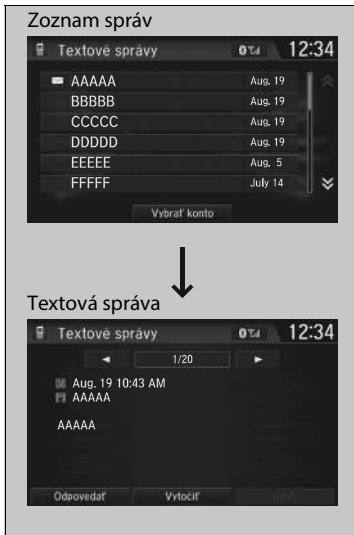 Zoznam správ
Textové správy 12:34
AAAAA Aug. 19
BBBBB Aug. 19
CCCCC Aug. 19
DDDDD Aug. 19
EEEEE Aug. 5
FFFFF July 14
Vybrať konto
Textová správa
Textové správy 12:34
1/20
Aug. 19 10:43 AM
AAAAA
AAAAA
Odpovedať Vytočiť